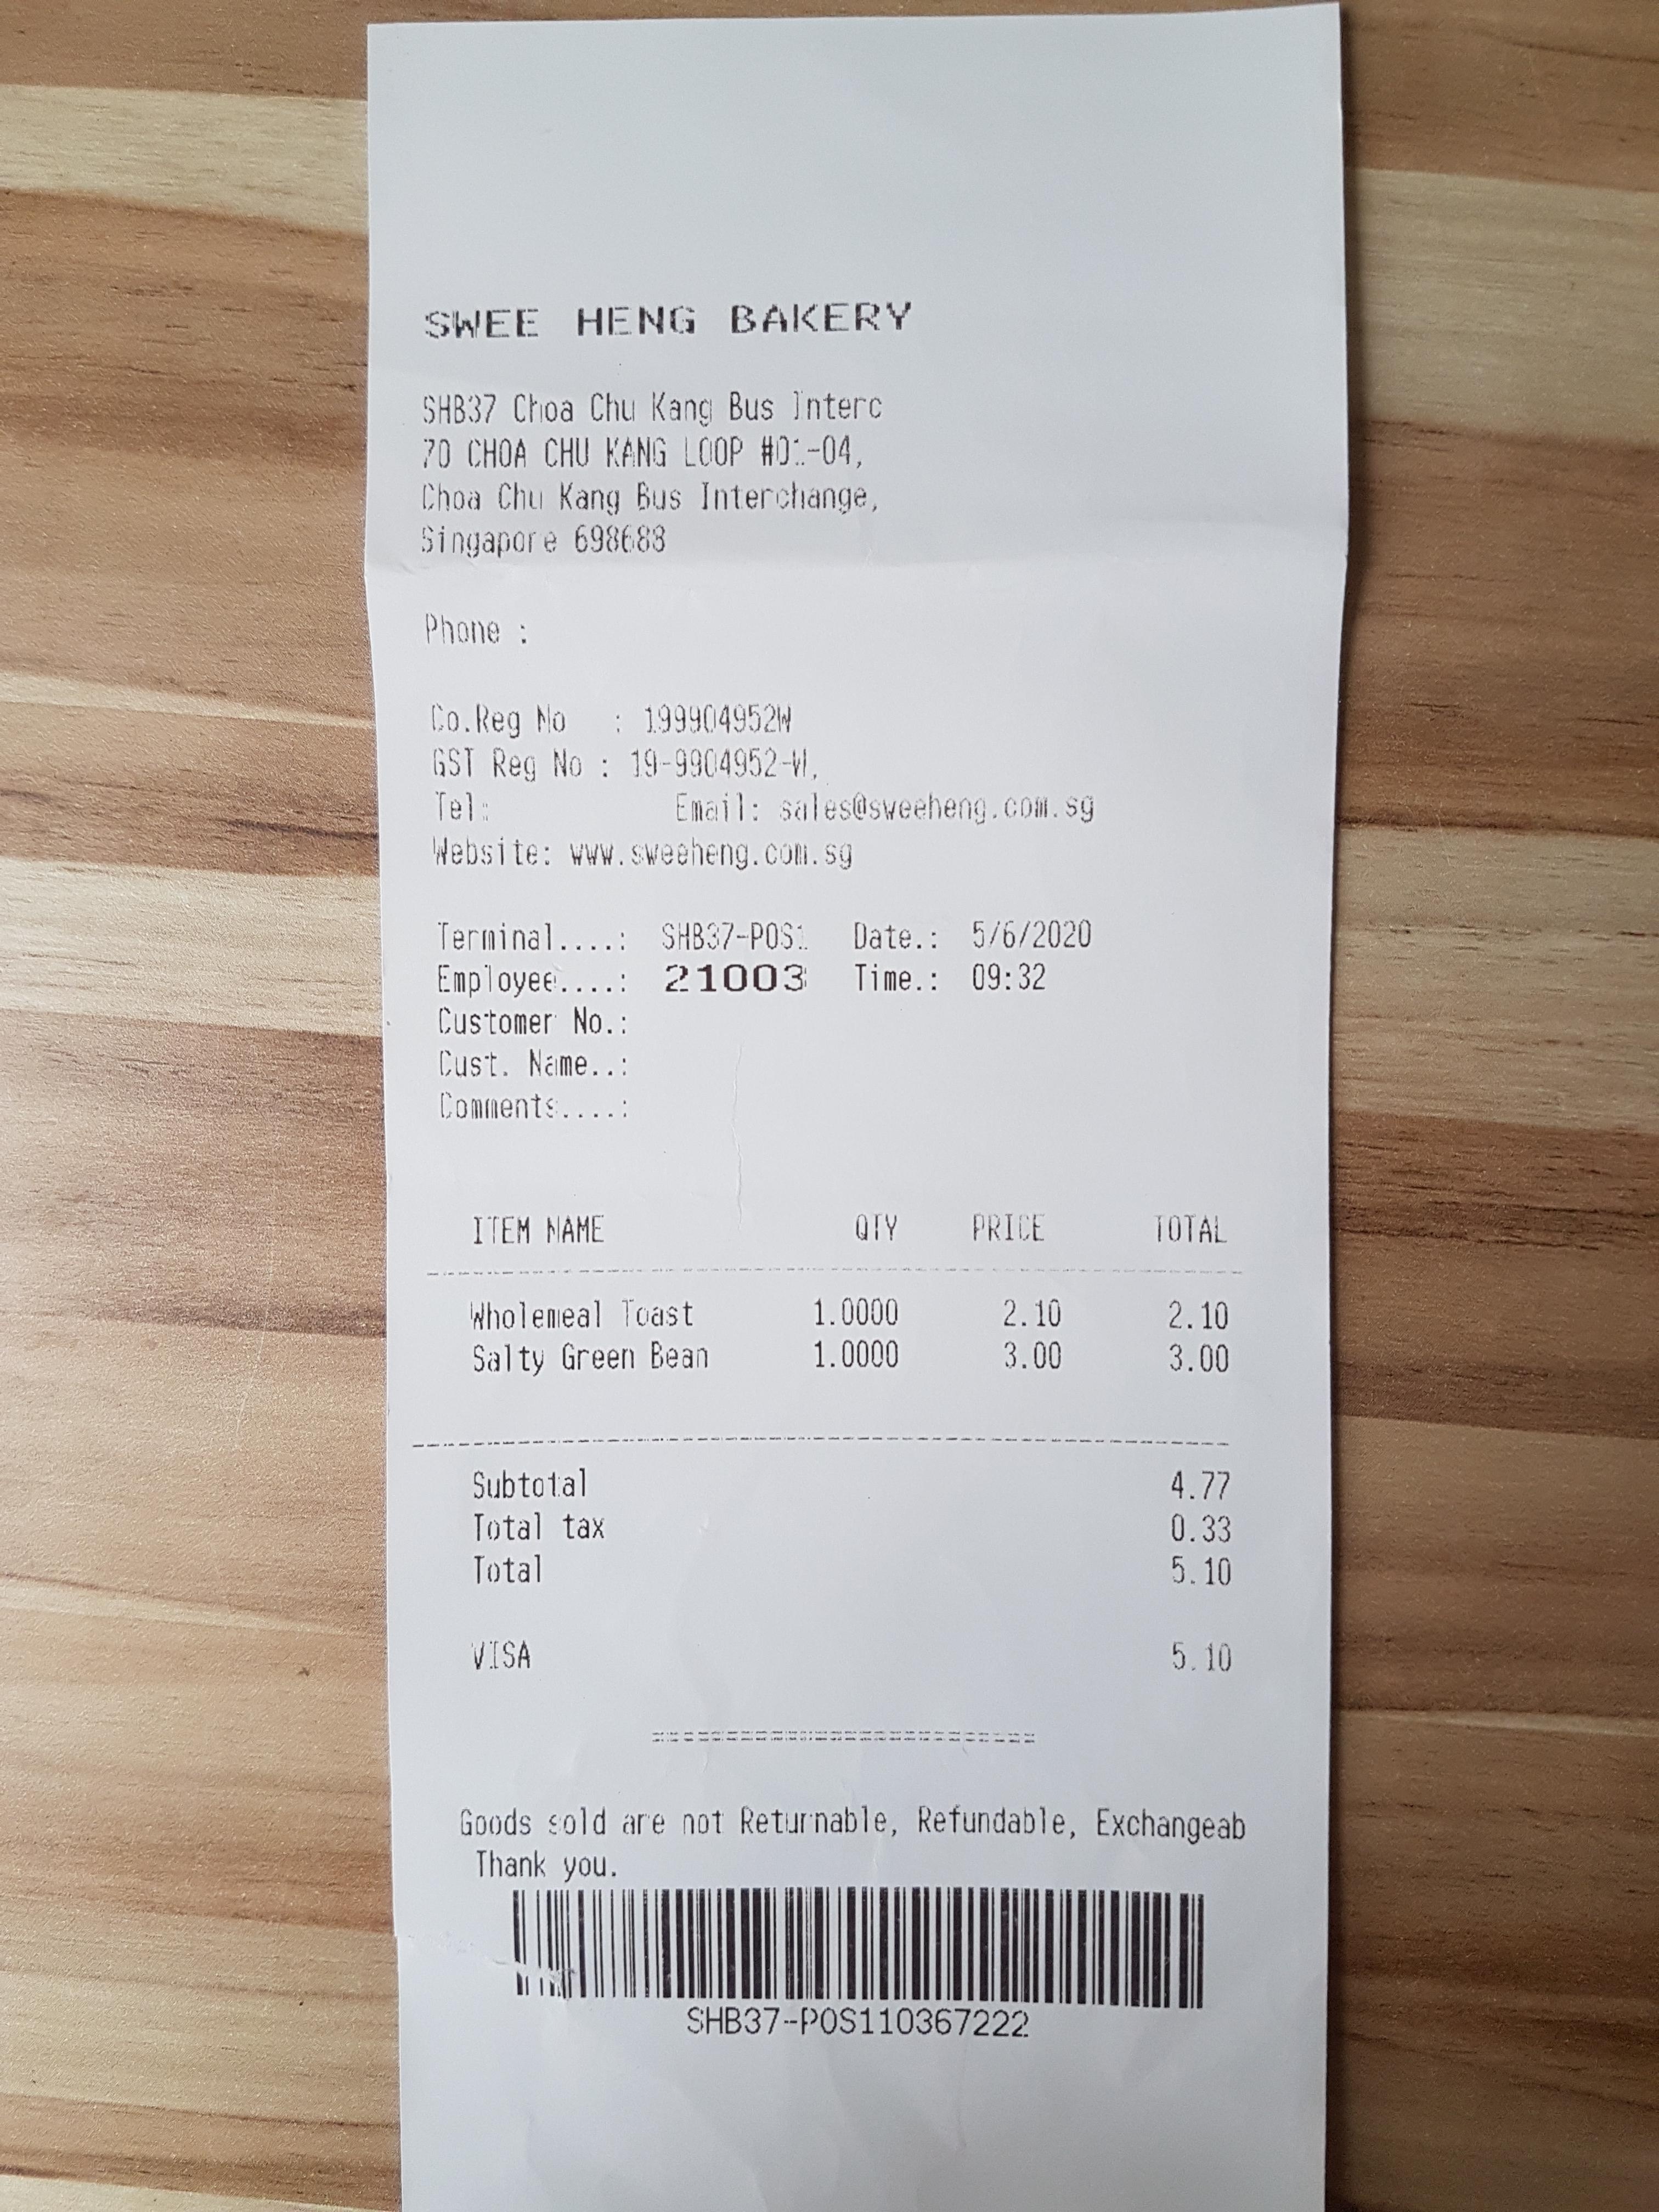 SWEE HENG BAKERY
SHB37 Choa Chu Kang Bus Interc
70 CHOA CHU KANG LOOP #01-04,
Choa Chu Kang Bus Interchange,
Singapore 698688
Phone :
Co.Reg No : 199904952W
GST Reg No : 19-9904952-W,
Tel: Email: sales@sweeheng.com.sg
Website: www.sweeheng.com.sg
Terminal....: SHB37-POS1 Date.: 5/6/2020
Employee....: 21003 Time.: 09:32
Customer No.:
Cust. Name..:
Comments....:
ITEM NAME QTY PRICE TOTAL
Wholemeal Toast 1.0000 2.10 2.10
Salty Green Bean 1.0000 3.00 3.00
Subtotal 4.77
Total tax 0.33
Total 5.10
VISA 5.10
Goods sold are not Returnable, Refundable, Exchangeab
Thank you.
SHB37-POS110367222